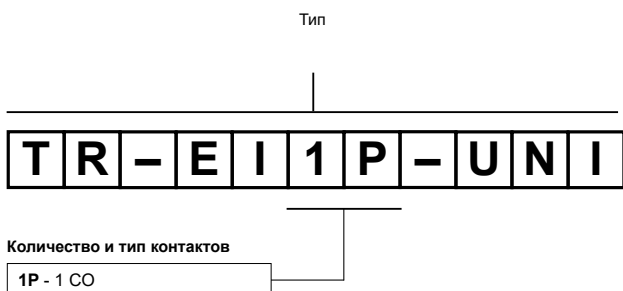 Тип
TR–EI1P–UNI
Количество и тип контактов
1P - 1 CO